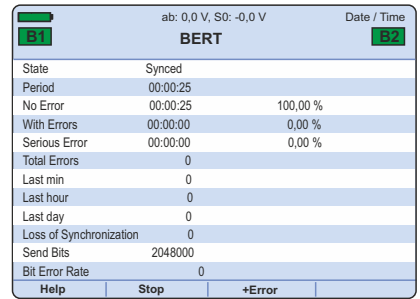 ab: 0,0 V, S0: -0,0 V Date / Time
B1 BERT B2
State Synced
Period 00:00:25
No Error 00:00:25 100,00 %
With Errors 00:00:00 0,00 %
Serious Error 00:00:00 0,00 %
Total Errors 0
Last min 0
Last hour 0
Last day 0
Loss of Synchronization 0
Send Bits 2048000
Bit Error Rate 0
Help Stop +Error